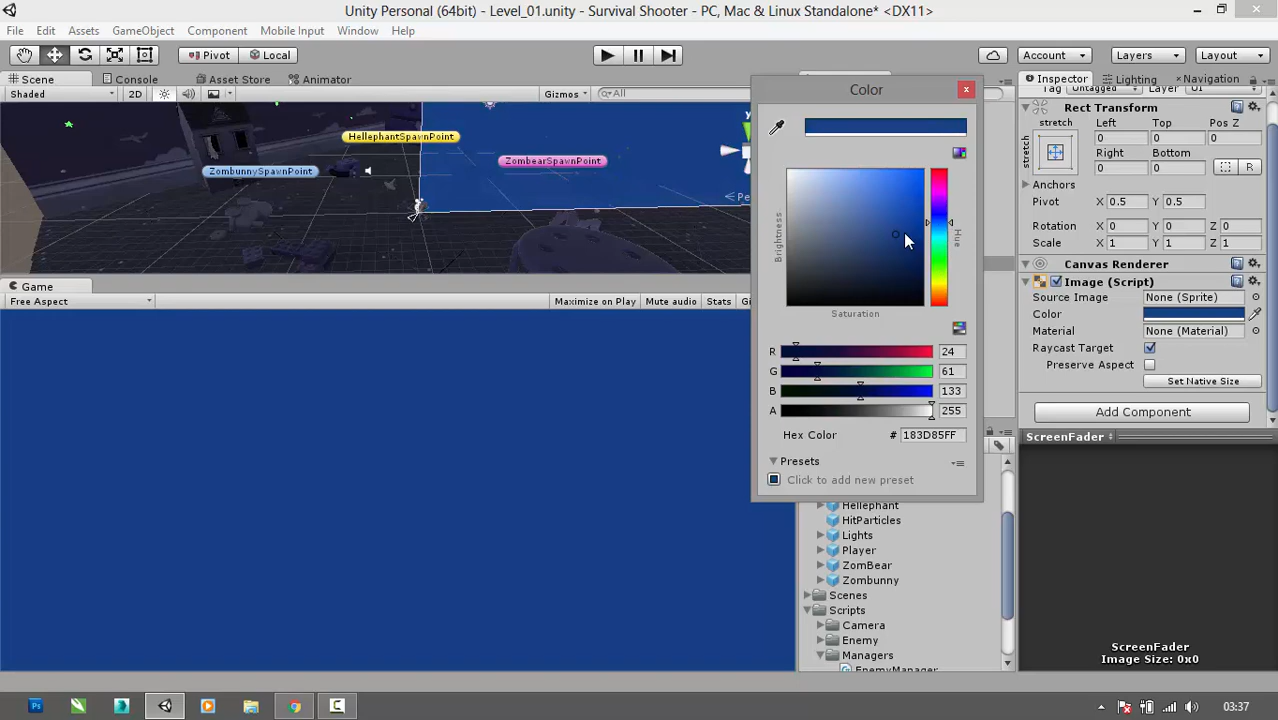 Unity Personal (64bit) - Level_01.unity - Survival Shooter - PC, Mac & Linux Standalone* <DX11>
File Edit Assets GameObject Component Mobile Input Window Help
Pivot Local Account Layers Layout
Scene Console Asset Store Animator
Shaded 2D Gizmos All
HellephantSpawnPoint
ZombearSpawnPoint
ZombunnySpawnPoint
y
Game
Free Aspect Maximize on Play Mute audio Stats
Color
Brightness
Hue
Saturation
R 24
G 61
B 133
A 255
Hex Color # 183D85FF
Presets
Click to add new preset
Hellephant
HitParticles
Lights
Player
ZomBear
Zombunny
Scenes
Scripts
Camera
Enemy
Managers
EnemyManager
Inspector Lighting Navigation
Tag Untagged Layer UI
Rect Transform
stretch Left Top Pos Z
stretch 0 0 0
Right Bottom
0 0 R
Anchors
Pivot X 0.5 Y 0.5
Rotation X 0 Y 0 Z 0
Scale X 1 Y 1 Z 1
Canvas Renderer
Image (Script)
Source Image None (Sprite)
Color
Material None (Material)
Raycast Target
Preserve Aspect
Set Native Size
Add Component
ScreenFader
ScreenFader
Image Size: 0x0
Ps
03:37